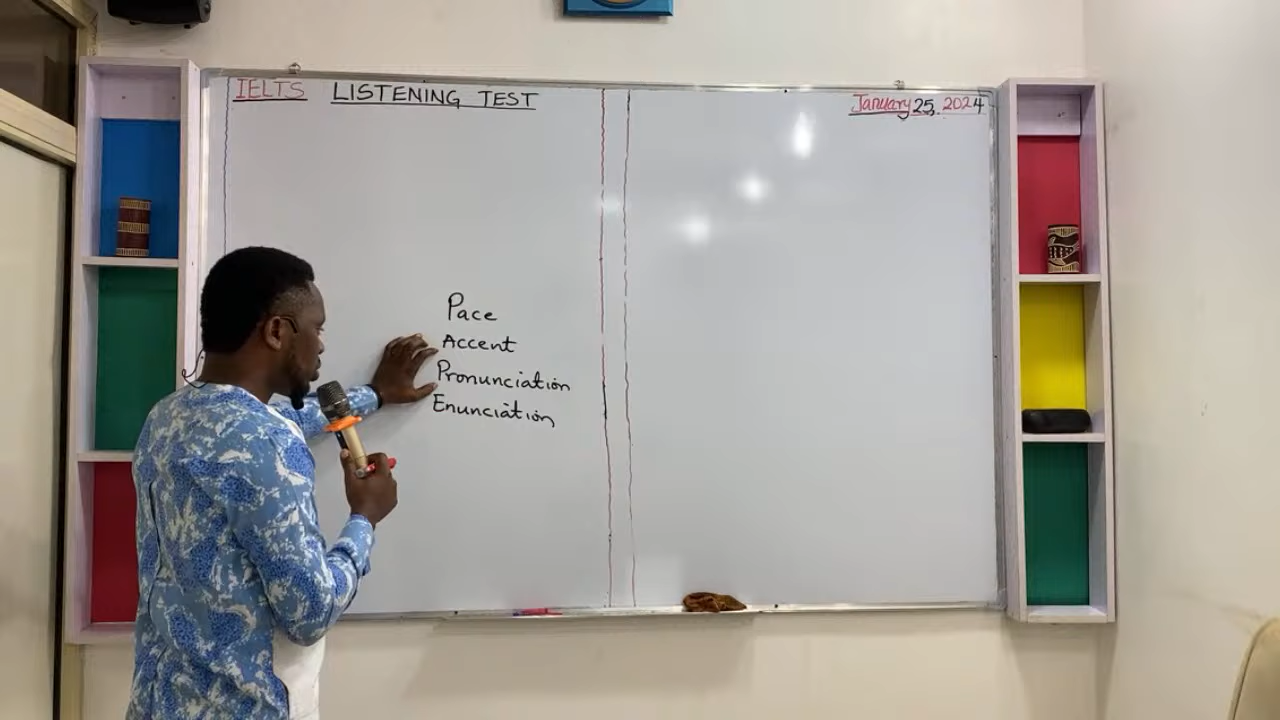 IELTS LISTENING TEST
January 25, 2024
Pace
Accent
Pronunciation
Enunciation